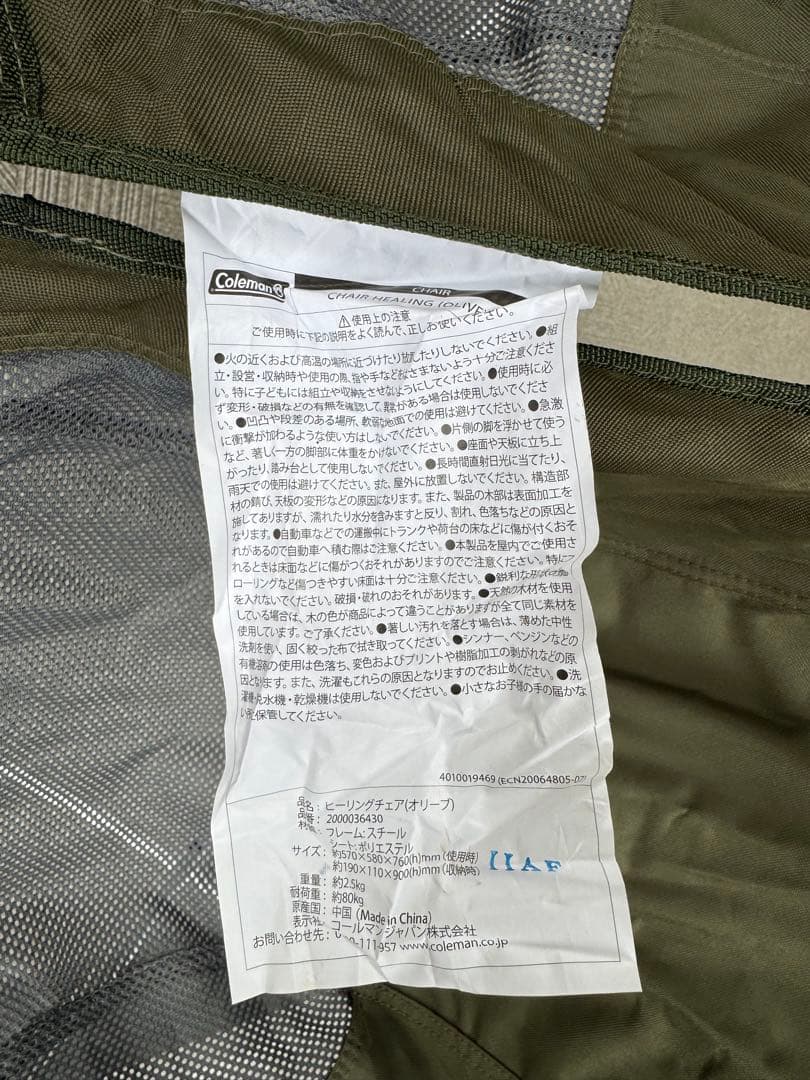 Coleman
CHAIR
CHAIR HEALING (OLIVE
⚠使用上の注意
ご使用時に下記の説明をよく読んで、正しお使いください。
●火の近くおよび高温の場所に近づけたり放したりしないでください。●組
立・設営・収納時や使用の際、指や手などはさまないよう十分ご注意くださ
い。特に子どもには組立や収納をさせないようにしてください。●使用時に必
ず変形・破損などの有無を確認して、異常がある場合は使用しないでくださ
い。●凹凸や段差のある場所、軟弱な地面での使用は避けてください。●急激
に衝撃が加わるような使い方はしないでください。●片側の脚を浮かせて使う
など、著しく一方の脚部に体重をかけないでください。●座面や天板に立ち上
がったり、踏み台として使用しないでください。●長時間直射日光に当てたり、
雨天での使用は避けてください。また、屋外に放置しないでください。構造部
材の錆び、天板の変形などの原因になります。また、製品の木部は表面加工を
施してありますが、濡れたり水分を含みますと反り、割れ、色落ちなどの原因と
なります。●自動車などでの運搬中にトランクや荷台の床などに傷が付くおそ
れがあるので自動車へ積む際はご注意ください。●本製品を屋内でご使用さ
れるときは床面などに傷がつくおそれがありますのでご注意ください。特にフ
ローリングなど傷つきやすい床面は十分ご注意ください。●鋭利な
を入れないでください。破損・破れのおそれがあります。●天然の木材を使用
している場合は、木の色が商品によって違うことがありますが全て同じ素材を
使用しています。ご了承ください。●著しい汚れを落とす場合は、薄めた中性
洗剤を使い、固く絞った布で拭き取ってください。●シンナー、ベンジンなどの
有機溶剤の使用は色落ち、変色およびプリントや樹脂加工の剥がれなどの原
因となります。また、洗濯もこれらの原因となりますのでお止めください。●洗
濯機・脱水機・乾燥機は使用しないでください。●小さなお子様の手の届かな
い所に保管してください。
4010019469 (ECN20064805-07)
品名: ヒーリングチェア(オリーブ)
品番: 2000036430
材質: フレーム:スチール
シート:ポリエステル
サイズ: 約570×580×760(h)mm (使用時)
約190×110×900(h)mm (収納時)
重量: 約2.5kg
耐荷重: 約80kg
原産国: 中国 (Made in China)
表示社: コールマンジャパン株式会社
お問い合わせ先: 0-111-957 www.coleman.co.jp